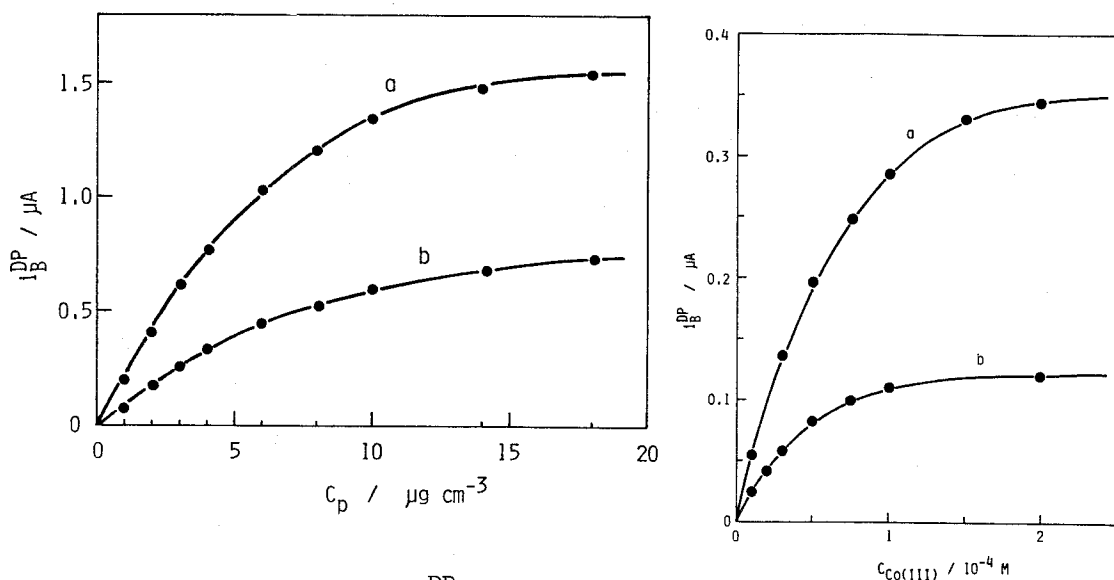 1.5
1.0
0.5
0
i_B^DP / μA
a
b
0 5 10 15 20
C_p / μg cm⁻³
DP
0.4
0.3
0.2
0.1
0
i_B^DP / μA
a
b
0 1 2
C_Co(III) / 10⁻⁴ M